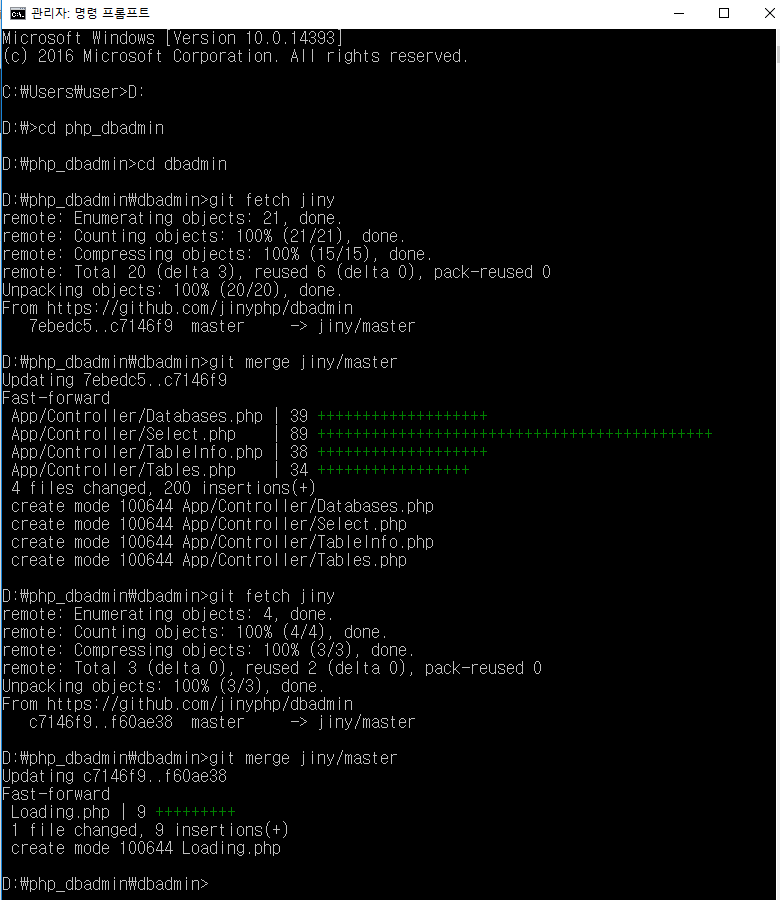 관리자: 명령 프롬프트
Microsoft Windows [Version 10.0.14393]
(c) 2016 Microsoft Corporation. All rights reserved.
C:₩Users₩user>D:
D:₩>cd php_dbadmin
D:₩php_dbadmin>cd dbadmin
D:₩php_dbadmin₩dbadmin>git fetch jiny
remote: Enumerating objects: 21, done.
remote: Counting objects: 100% (21/21), done.
remote: Compressing objects: 100% (15/15), done.
remote: Total 20 (delta 3), reused 6 (delta 0), pack-reused 0
Unpacking objects: 100% (20/20), done.
From https://github.com/jinyphp/dbadmin
   7ebedc5..c7146f9  master     -> jiny/master
D:₩php_dbadmin₩dbadmin>git merge jiny/master
Updating 7ebedc5..c7146f9
Fast-forward
 App/Controller/Databases.php | 39 +++++++++++++++++++
 App/Controller/Select.php    | 89 ++++++++++++++++++++++++++++++++++++++++++++
 App/Controller/TableInfo.php | 38 +++++++++++++++++++
 App/Controller/Tables.php    | 34 +++++++++++++++++
 4 files changed, 200 insertions(+)
 create mode 100644 App/Controller/Databases.php
 create mode 100644 App/Controller/Select.php
 create mode 100644 App/Controller/TableInfo.php
 create mode 100644 App/Controller/Tables.php
D:₩php_dbadmin₩dbadmin>git fetch jiny
remote: Enumerating objects: 4, done.
remote: Counting objects: 100% (4/4), done.
remote: Compressing objects: 100% (3/3), done.
remote: Total 3 (delta 0), reused 2 (delta 0), pack-reused 0
Unpacking objects: 100% (3/3), done.
From https://github.com/jinyphp/dbadmin
   c7146f9..f60ae38  master     -> jiny/master
D:₩php_dbadmin₩dbadmin>git merge jiny/master
Updating c7146f9..f60ae38
Fast-forward
 Loading.php | 9 +++++++++
 1 file changed, 9 insertions(+)
 create mode 100644 Loading.php
D:₩php_dbadmin₩dbadmin>